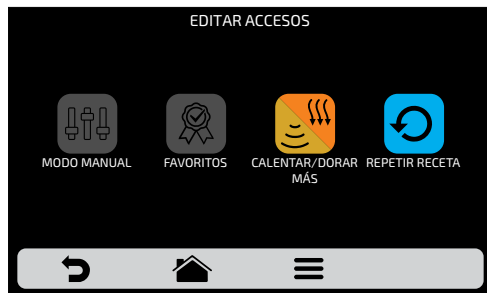 EDITAR ACCESOS
MODO MANUAL
FAVORITOS
CALENTAR/DORAR
MÁS
REPETIR RECETA